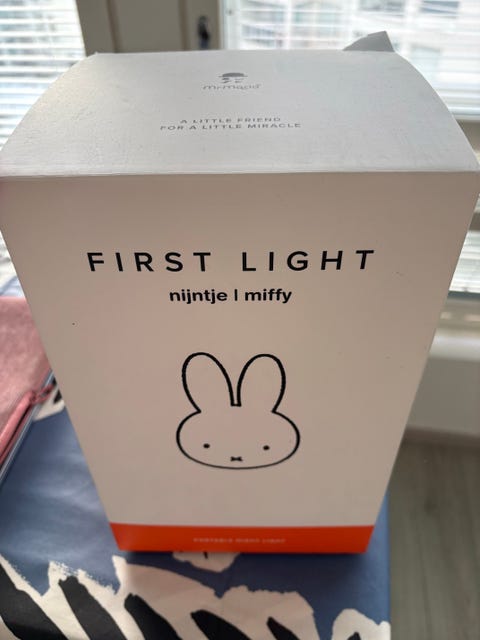 mr maria
A LITTLE FRIEND
FOR A LITTLE MIRACLE
FIRST LIGHT
nijntje | miffy
PORTABLE NIGHT LIGHT